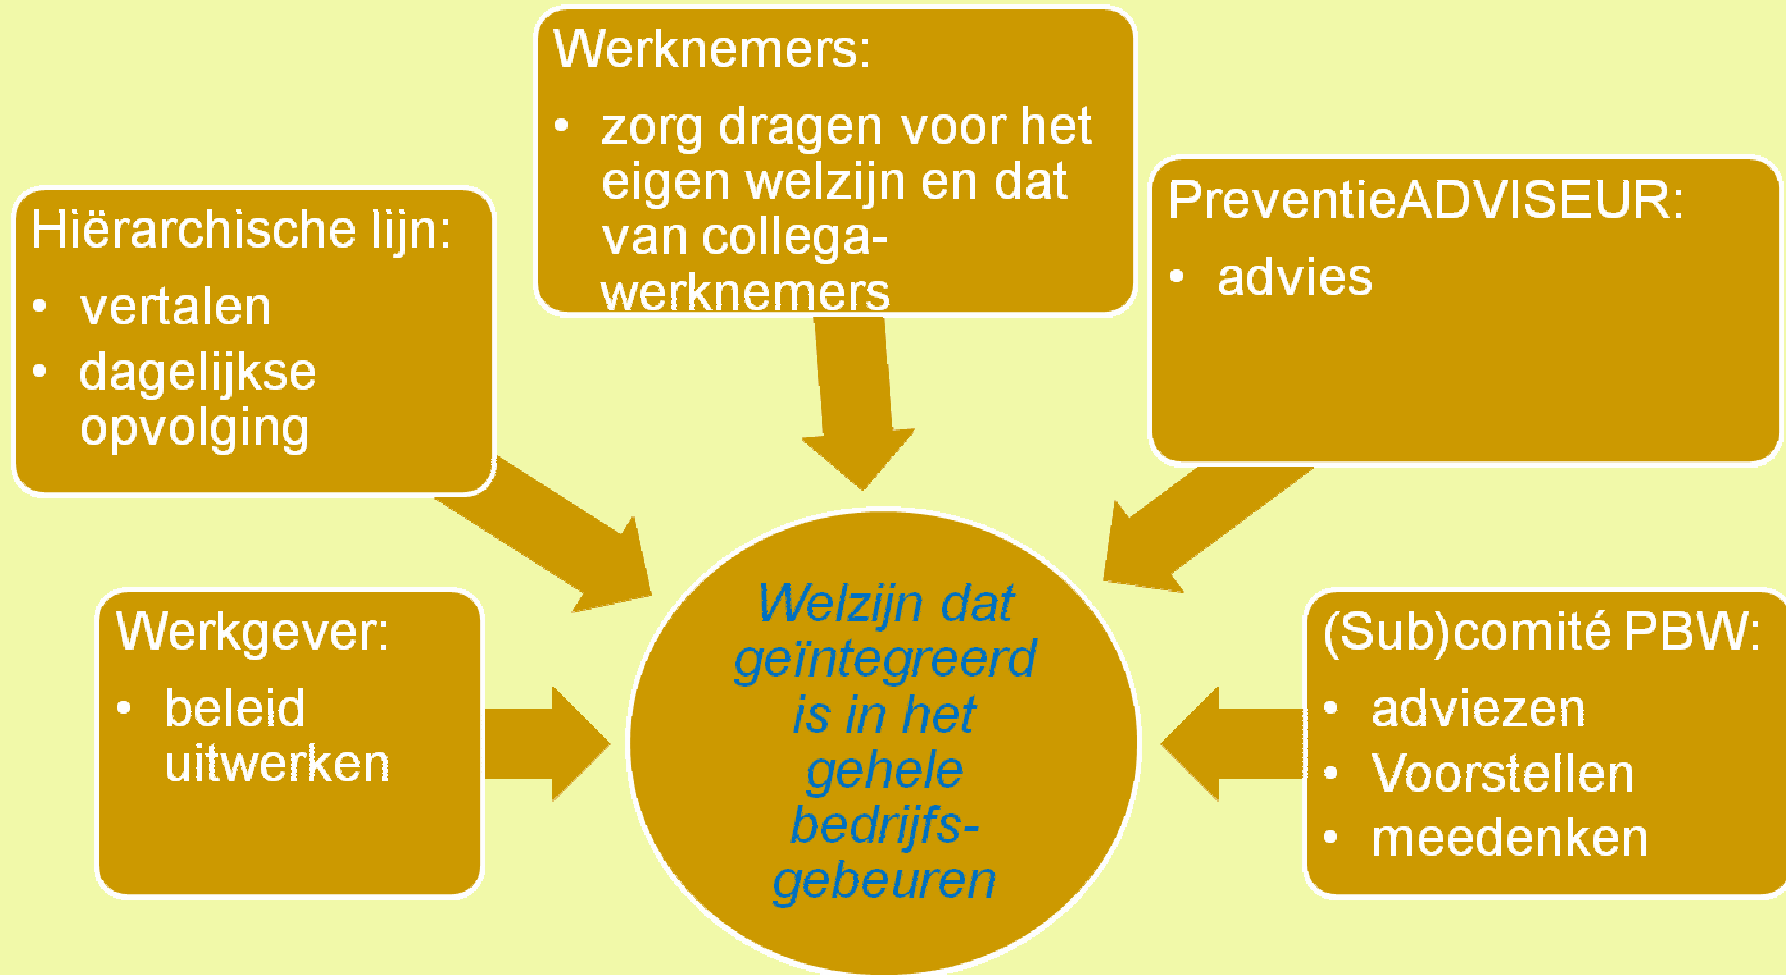 Werknemers:
• zorg dragen voor het
eigen welzijn en dat
van collega-
werknemers
Hiërarchische lijn:
• vertalen
• dagelijkse
opvolging
PreventieADVISEUR:
• advies
Werkgever:
• beleid
uitwerken
Welzijn dat
geïntegreerd
is in het
gehele
bedrijfs-
gebeuren
(Sub)comité PBW:
• adviezen
• Voorstellen
• meedenken